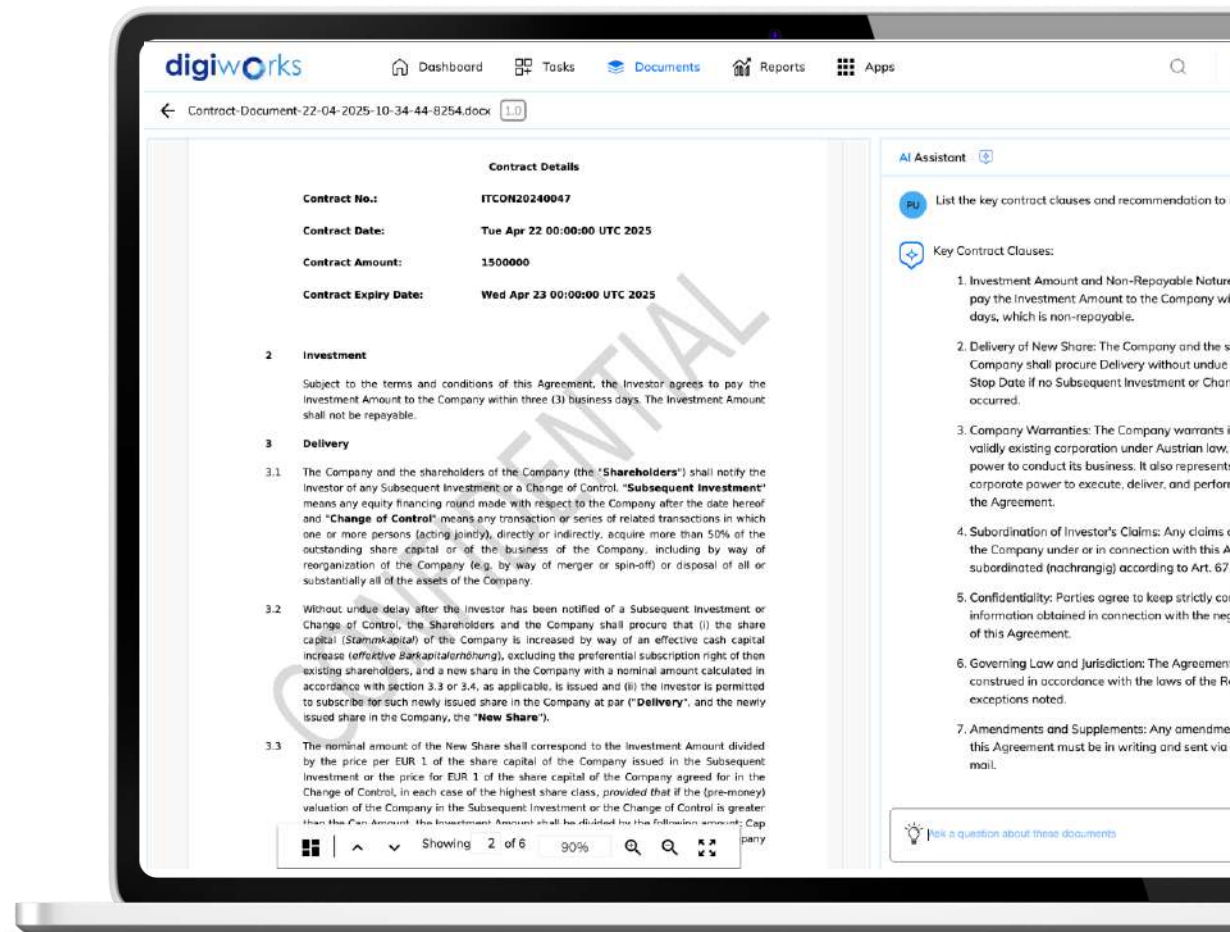 digiworks
Dashboard
Tasks
Documents
Reports
Apps
Contract-Document-22-04-2025-10-34-44-8254.docx 1.0
Contract Details
Contract No.: ITCON20240047
Contract Date: Tue Apr 22 00:00:00 UTC 2025
Contract Amount: 1500000
Contract Expiry Date: Wed Apr 23 00:00:00 UTC 2025
CONFIDENTIAL
2 Investment
Subject to the terms and conditions of this Agreement, the Investor agrees to pay the
Investment Amount to the Company within three (3) business days. The Investment Amount
shall not be repayable.
3 Delivery
3.1 The Company and the shareholders of the Company (the "Shareholders") shall notify the
Investor of any Subsequent Investment or a Change of Control. "Subsequent Investment"
means any equity financing round made with respect to the Company after the date hereof
and "Change of Control" means any transaction or series of related transactions in which
one or more persons (acting jointly), directly or indirectly, acquire more than 50% of the
outstanding share capital or of the business of the Company, including by way of
reorganization of the Company (e.g. by way of merger or spin-off) or disposal of all or
substantially all of the assets of the Company.
3.2 Without undue delay after the Investor has been notified of a Subsequent Investment or
Change of Control, the Shareholders and the Company shall procure that (i) the share
capital (Stammkapital) of the Company is increased by way of an effective cash capital
increase (effektive Barkapitalerhöhung), excluding the preferential subscription right of then
existing shareholders, and a new share in the Company with a nominal amount calculated in
accordance with section 3.3 or 3.4, as applicable, is issued and (ii) the Investor is permitted
to subscribe for such newly issued share in the Company at par ("Delivery", and the newly
issued share in the Company, the "New Share").
3.3 The nominal amount of the New Share shall correspond to the Investment Amount divided
by the price per EUR 1 of the share capital of the Company issued in the Subsequent
Investment or the price for EUR 1 of the share capital of the Company agreed for in the
Change of Control, in each case of the highest share class, provided that if the (pre-money)
valuation of the Company in the Subsequent Investment or the Change of Control is greater
than the Cap Amount, the Investment Amount shall be divided by the following amount: Cap
pany
Showing 2 of 6 90%
AI Assistant
PU List the key contract clauses and recommendation to
Key Contract Clauses:
1. Investment Amount and Non-Repayable Nature
pay the Investment Amount to the Company wi
days, which is non-repayable.
2. Delivery of New Share: The Company and the s
Company shall procure Delivery without undue
Stop Date if no Subsequent Investment or Chan
occurred.
3. Company Warranties: The Company warrants i
validly existing corporation under Austrian law,
power to conduct its business. It also represents
corporate power to execute, deliver, and perform
the Agreement.
4. Subordination of Investor's Claims: Any claims
the Company under or in connection with this A
subordinated (nachrangig) according to Art. 67
5. Confidentiality: Parties agree to keep strictly con
information obtained in connection with the neg
of this Agreement.
6. Governing Law and Jurisdiction: The Agreement
construed in accordance with the laws of the Re
exceptions noted.
7. Amendments and Supplements: Any amendme
this Agreement must be in writing and sent via
mail.
Ask a question about these documents